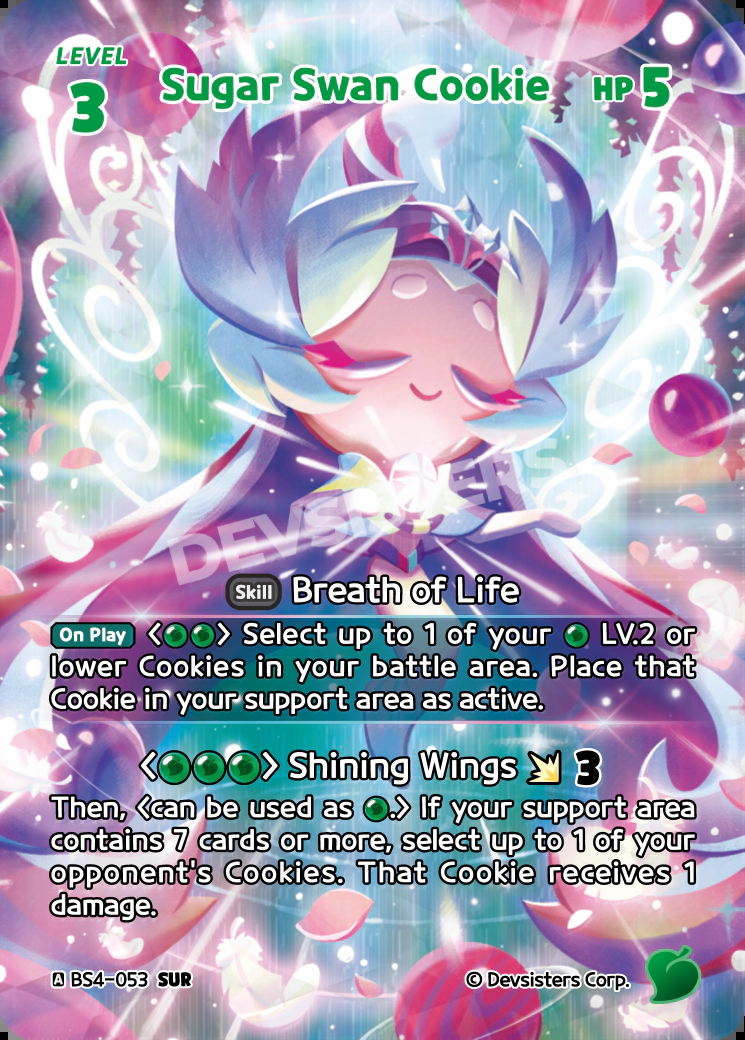 LEVEL
3
Sugar Swan Cookie
HP 5
DEVSISTERS
Skill Breath of Life
On Play 〈〉 Select up to 1 of your LV.2 or
lower Cookies in your battle area. Place that
Cookie in your support area as active.
〈〉 Shining Wings 3
Then, 〈can be used as .〉 If your support area
contains 7 cards or more, select up to 1 of your
opponent's Cookies. That Cookie receives 1
damage.
A BS4-053 SUR
© Devsisters Corp.